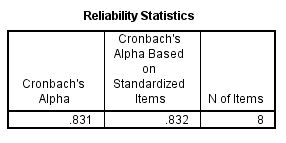 Reliability Statistics
Cronbach's
Alpha
Cronbach's
Alpha Based
on
Standardized
Items
N of Items
.831
.832
8